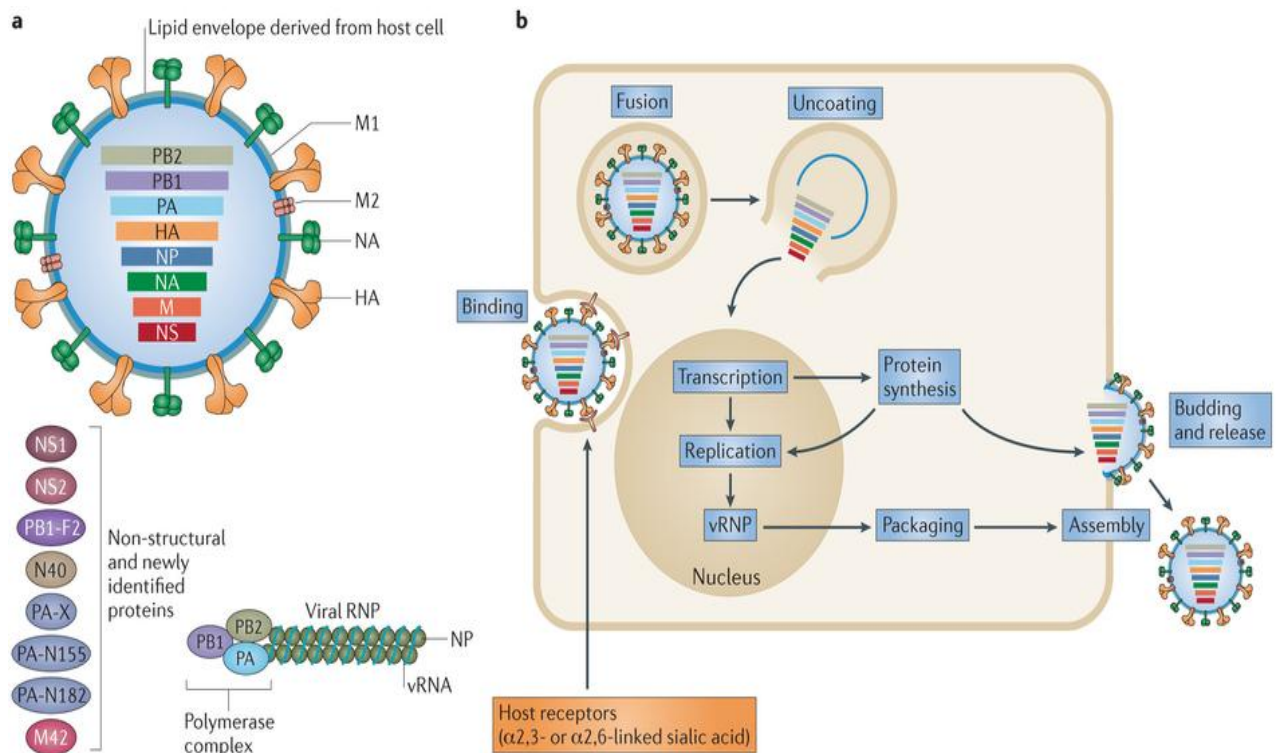 a
Lipid envelope derived from host cell
M1
M2
NA
HA
PB2
PB1
PA
HA
NP
NA
M
NS
NS1
NS2
PB1-F2
N40
PA-X
PA-N155
PA-N182
M42
Non-structural
and newly
identified
proteins
Viral RNP
PB1
PB2
PA
NP
vRNA
Polymerase
complex
b
Fusion
Uncoating
Binding
Transcription
Protein
synthesis
Replication
vRNP
Packaging
Assembly
Nucleus
Budding
and release
Host receptors
(α2,3- or α2,6-linked sialic acid)